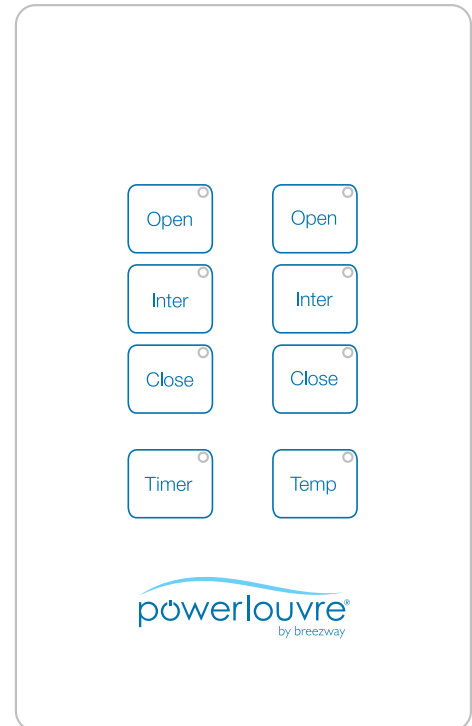 Open Open
Inter Inter
Close Close
Timer Temp
powerlouvre®
by breezway